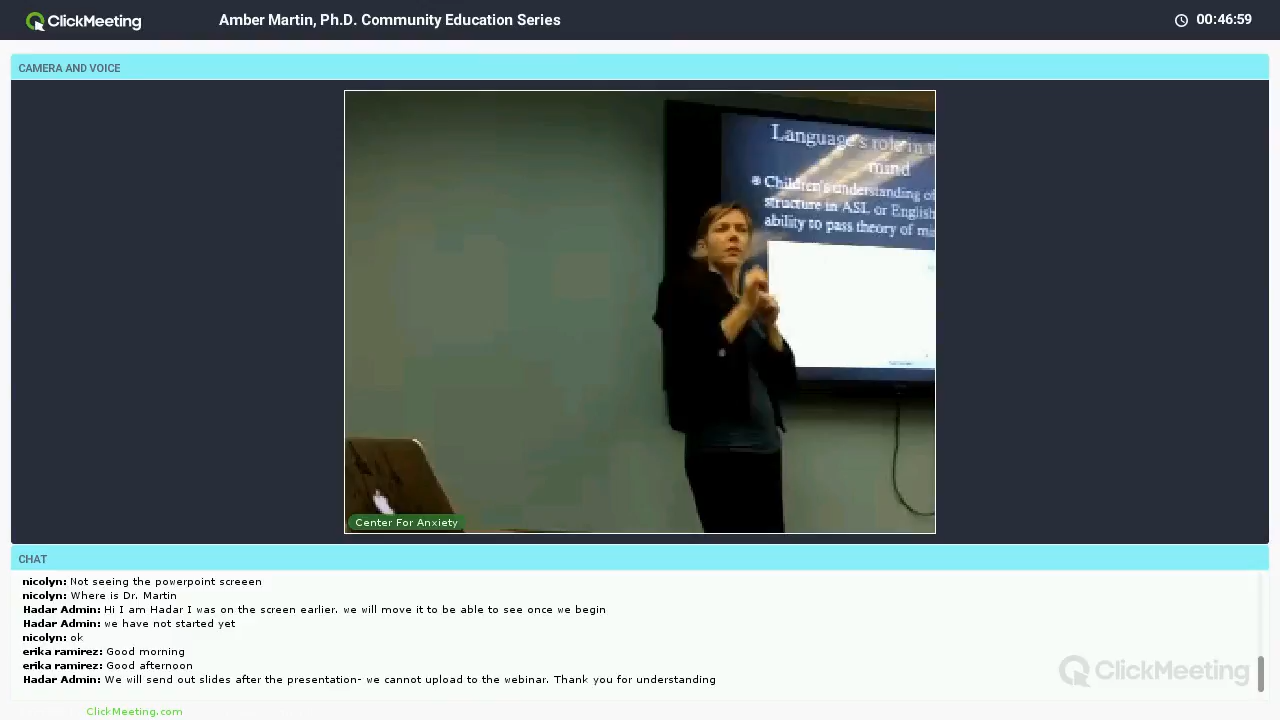 ClickMeeting
Amber Martin, Ph.D. Community Education Series
00:46:59
CAMERA AND VOICE
Language's role in
mind
Children's understanding of
structure in ASL or English
ability to pass theory of
Center For Anxiety
CHAT
nicolyn: Not seeing the powerpoint screeen
nicolyn: Where is Dr. Martin
Hadar Admin: Hi I am Hadar I was on the screen earlier. we will move it to be able to see once we begin
Hadar Admin: we have not started yet
nicolyn: ok
erika ramirez: Good morning
erika ramirez: Good afternoon
Hadar Admin: We will send out slides after the presentation- we cannot upload to the webinar. Thank you for understanding
ClickMeeting
ClickMeeting.com